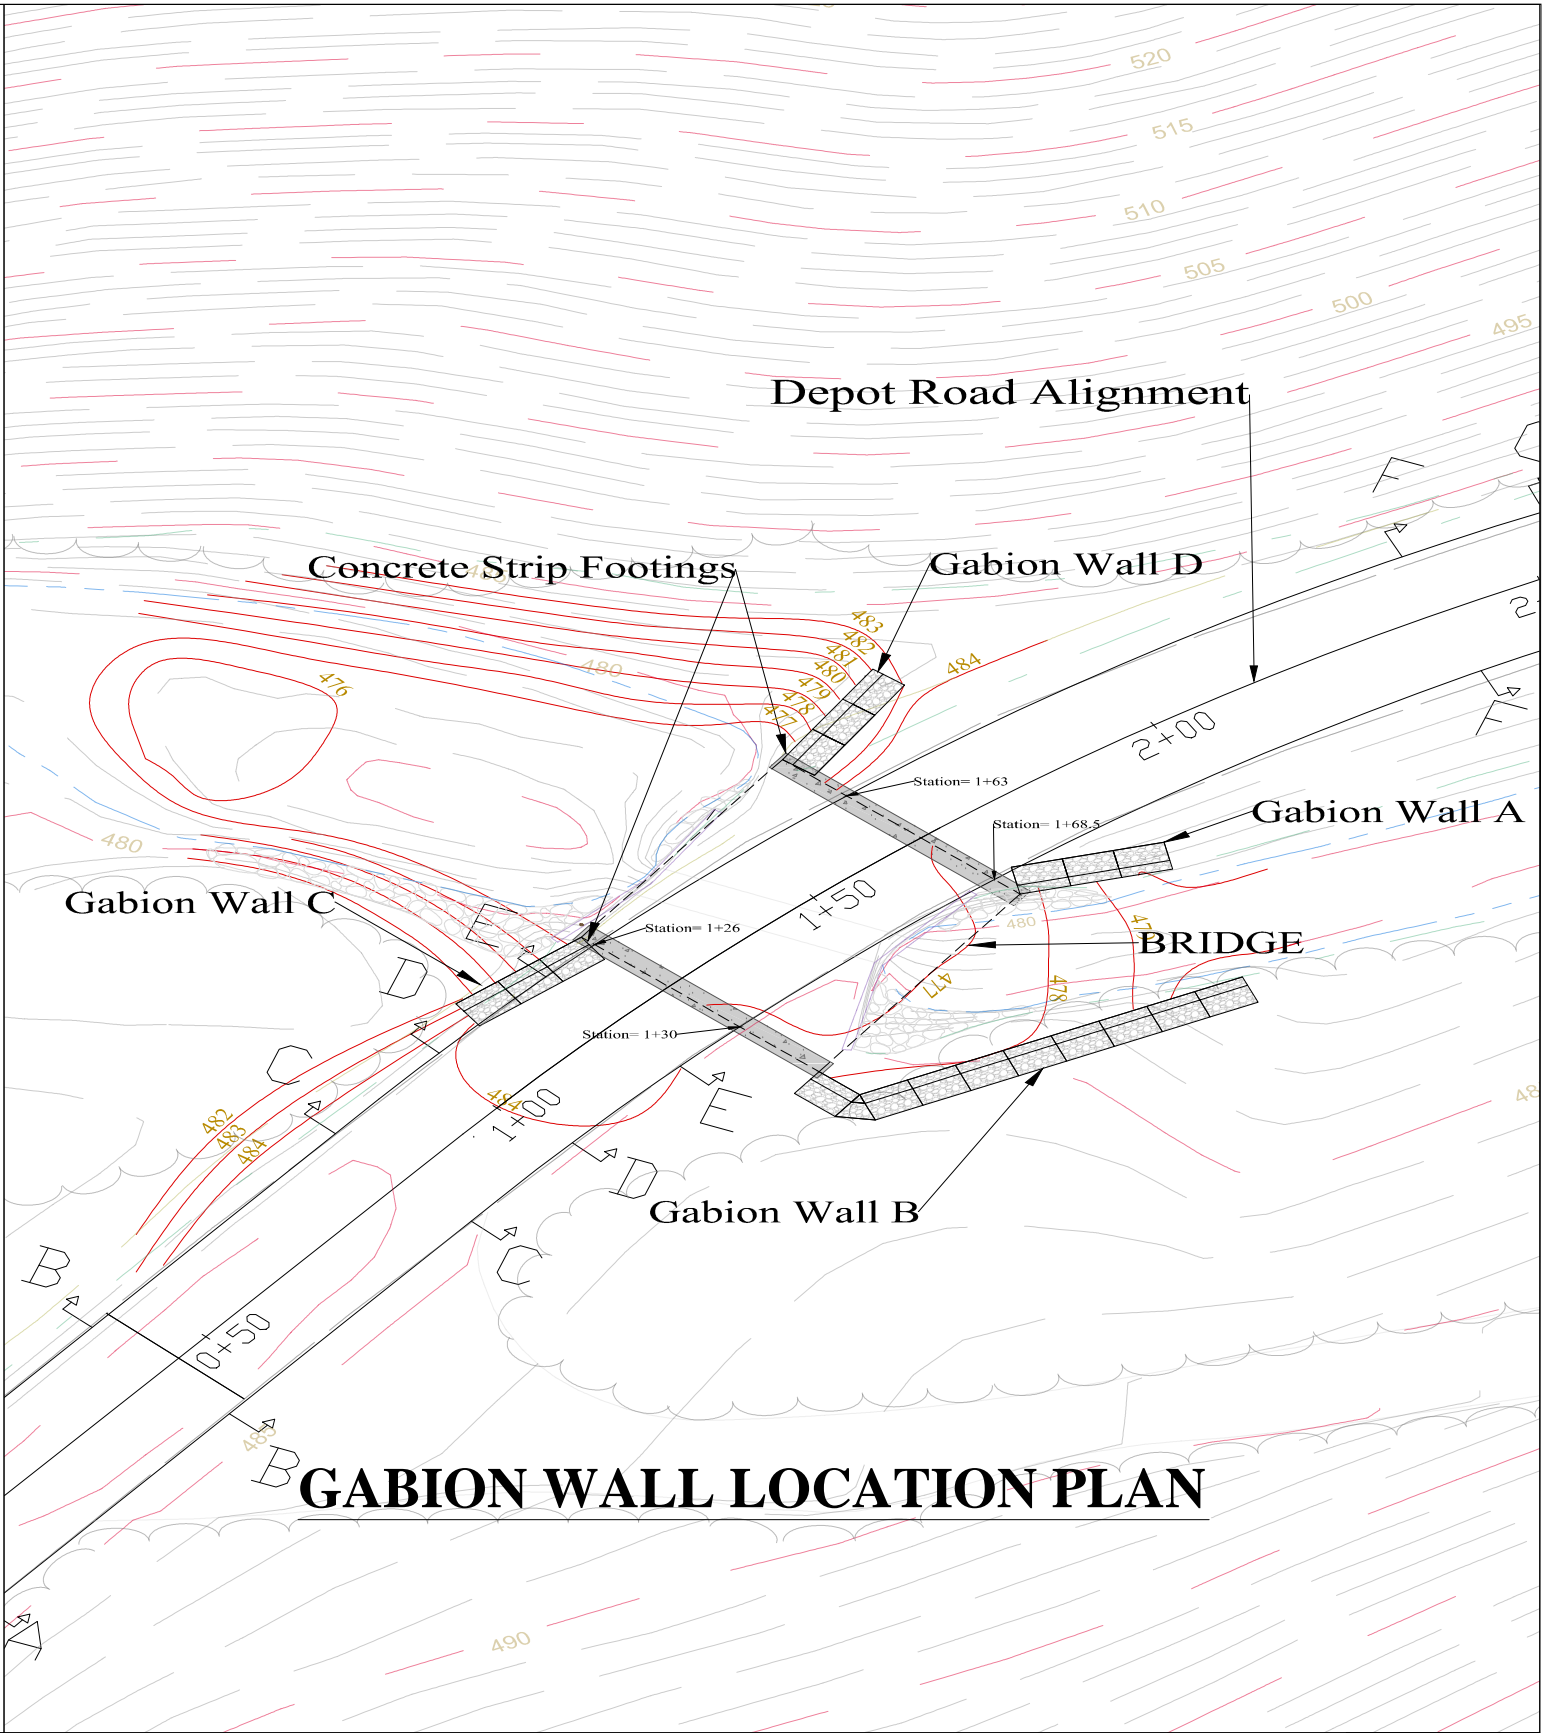 520
515
510
505
500
495
Depot Road Alignment
F
Concrete Strip Footings
Gabion Wall D
483
482
481
480
479
478
477
484
480
476
2+00
Station= 1+63
Station= 1+68.5
Gabion Wall A
F
480
Gabion Wall C
E
Station= 1+26
1+50
480
BRIDGE
D
477
478
Station= 1+30
C
484
1+00
E
482
483
484
D
Gabion Wall B
B
C
0+50
485
B
GABION WALL LOCATION PLAN
A
490